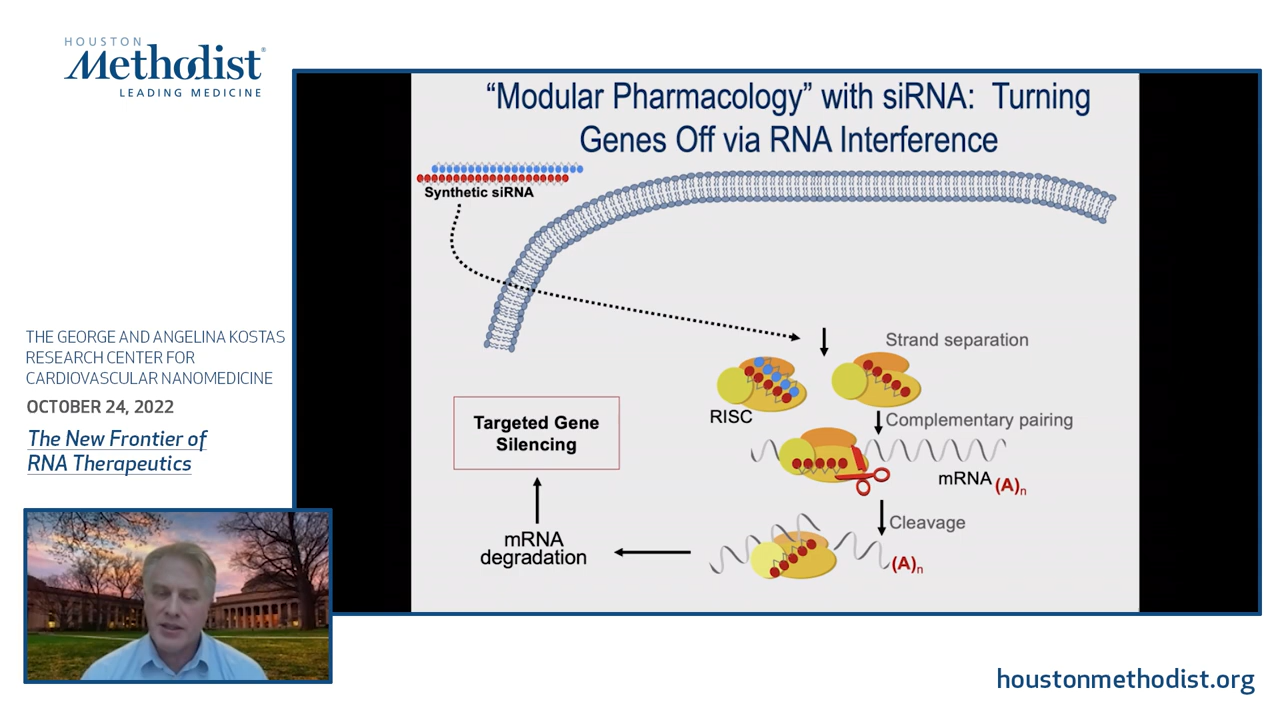 HOUSTON
Methodist®
LEADING MEDICINE
THE GEORGE AND ANGELINA KOSTAS
RESEARCH CENTER FOR
CARDIOVASCULAR NANOMEDICINE
OCTOBER 24, 2022
The New Frontier of
RNA Therapeutics
“Modular Pharmacology” with siRNA: Turning
Genes Off via RNA Interference
Synthetic siRNA
Strand separation
RISC
Complementary pairing
mRNA (A)n
Cleavage
(A)n
mRNA
degradation
Targeted Gene
Silencing
houstonmethodist.org